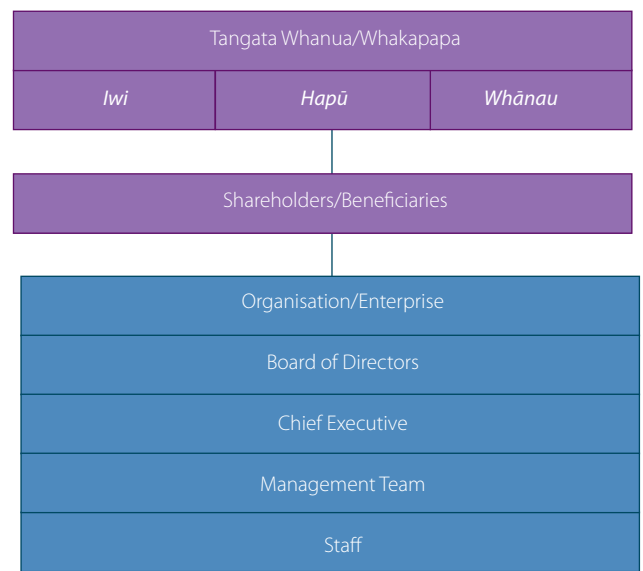 Tangata Whanua/Whakapapa
Iwi Hapū Whānau
Shareholders/Beneficiaries
Organisation/Enterprise
Board of Directors
Chief Executive
Management Team
Staff